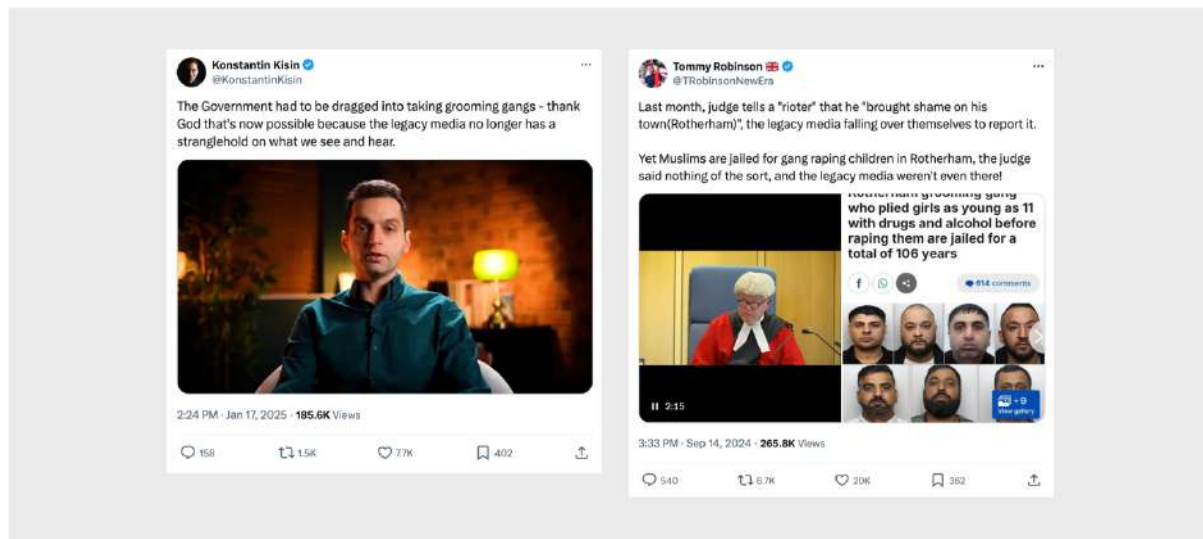 Konstantin Kisin
@KonstantinKisin
The Government had to be dragged into taking grooming gangs - thank
God that's now possible because the legacy media no longer has a
stranglehold on what we see and hear.
2:24 PM · Jan 17, 2025 · 185.6K Views
158 1.5K 7.7K 402
Tommy Robinson
@TRobinsonNewEra
Last month, judge tells a "rioter" that he "brought shame on his
town(Rotherham)", the legacy media falling over themselves to report it.
Yet Muslims are jailed for gang raping children in Rotherham, the judge
said nothing of the sort, and the legacy media weren't even there!
Rotherham grooming gang
who plied girls as young as 11
with drugs and alcohol before
raping them are jailed for a
total of 106 years
614 comments
2:15
+9
View gallery
3:33 PM · Sep 14, 2024 · 265.8K Views
540 6.7K 20K 362